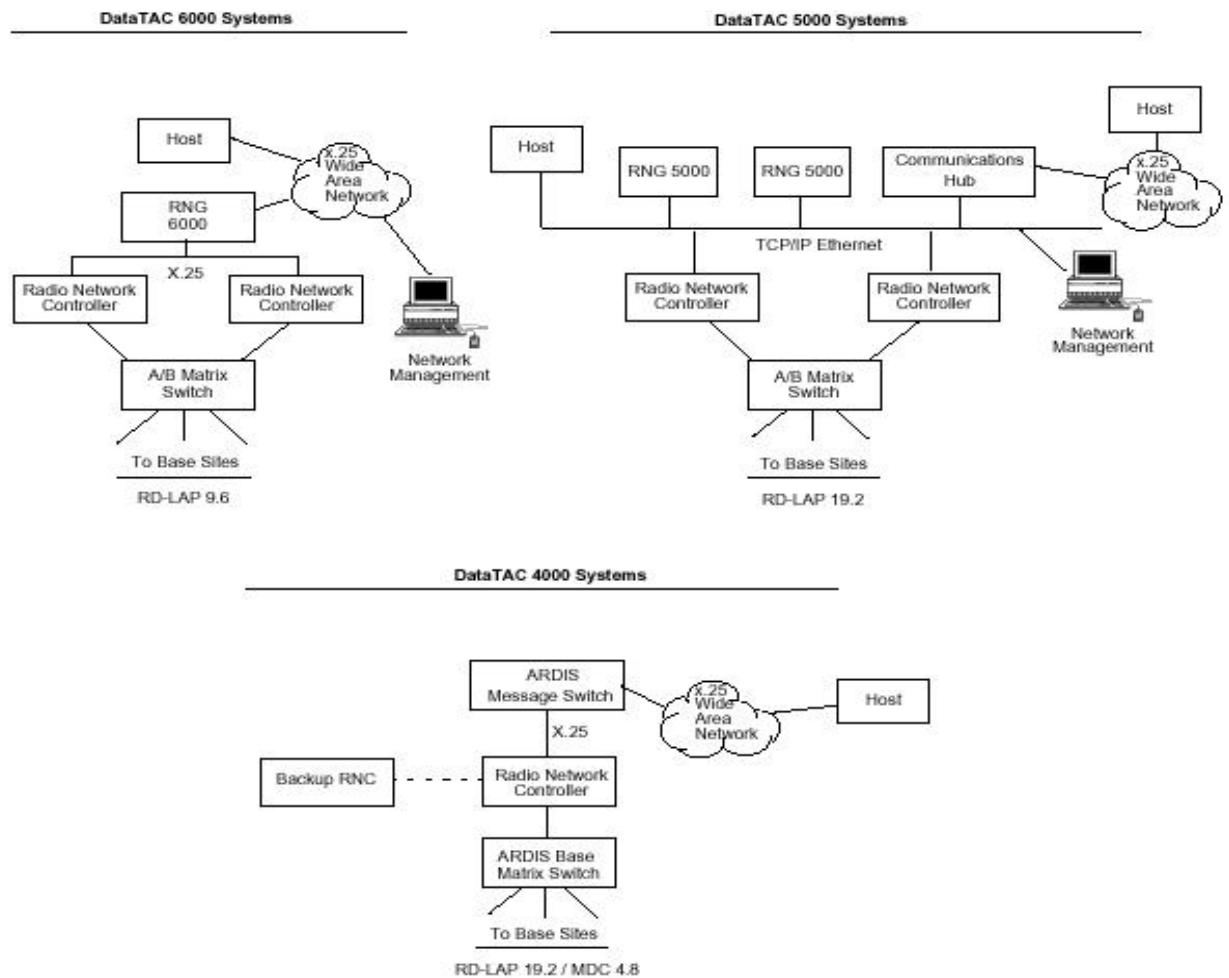 DataTAC 6000 Systems
Host
x.25
Wide
Area
Network
RNG
6000
X.25
Radio Network
Controller
Radio Network
Controller
Network
Management
A/B Matrix
Switch
To Base Sites
RD-LAP 9.6
DataTAC 5000 Systems
Host
Host
RNG 5000
RNG 5000
Communications
Hub
x.25
Wide
Area
Network
TCP/IP Ethernet
Radio Network
Controller
Radio Network
Controller
Network
Management
A/B Matrix
Switch
To Base Sites
RD-LAP 19.2
DataTAC 4000 Systems
ARDIS
Message Switch
x.25
Wide
Area
Network
Host
X.25
Backup RNC
Radio Network
Controller
ARDIS Base
Matrix Switch
To Base Sites
RD-LAP 19.2 / MDC 4.8